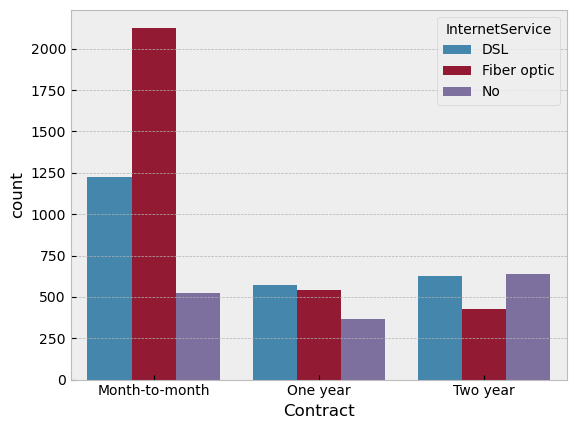 InternetService
DSL
Fiber optic
No
2000
1750
1500
1250
1000
750
500
250
0
count
Month-to-month
One year
Two year
Contract